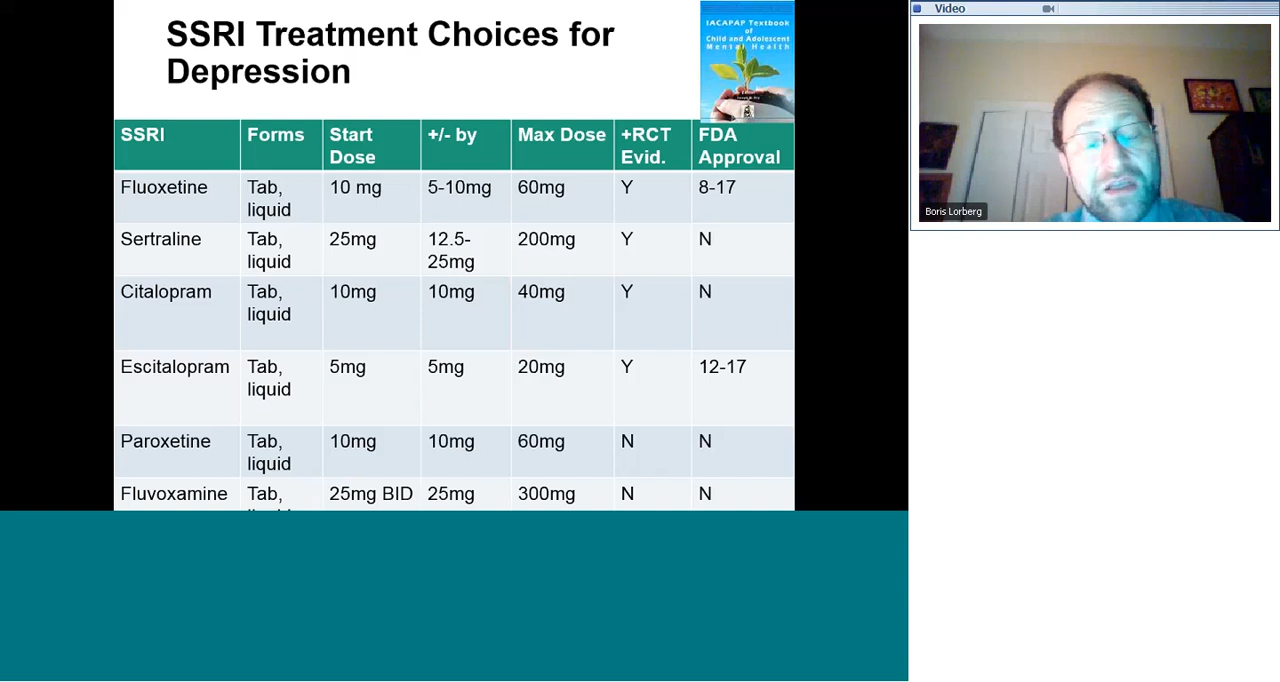 SSRI Treatment Choices for
Depression
IACAPAP Textbook
of
Child and Adolescent
Mental Health
SSRI Forms Start Dose +/- by Max Dose +RCT Evid. FDA Approval
Fluoxetine Tab, liquid 10 mg 5-10mg 60mg Y 8-17
Sertraline Tab, liquid 25mg 12.5-25mg 200mg Y N
Citalopram Tab, liquid 10mg 10mg 40mg Y N
Escitalopram Tab, liquid 5mg 5mg 20mg Y 12-17
Paroxetine Tab, liquid 10mg 10mg 60mg N N
Fluvoxamine Tab, 25mg BID 25mg 300mg N N
Video
Boris Lorberg